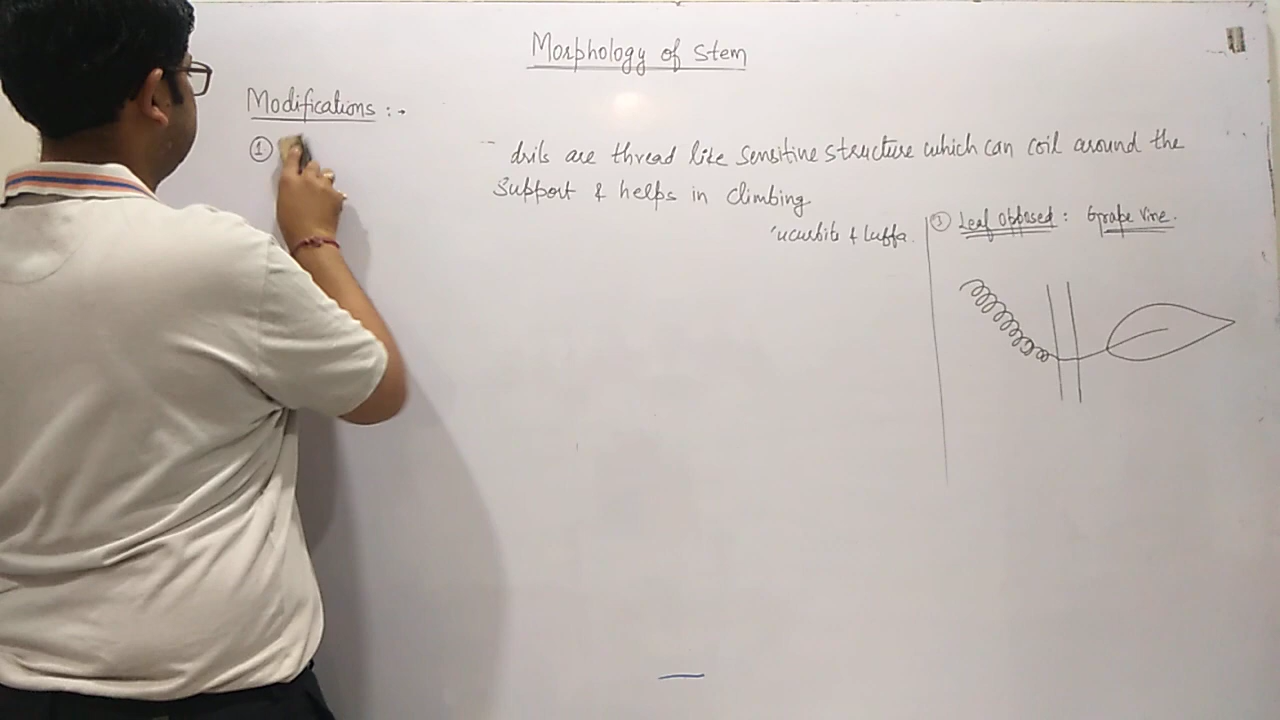 Morphology of Stem
Modifications :-
①
drils are thread like sensitive structure which can coil around the
Support & helps in climbing
ucurbits & Luffa.
③ Leaf opposed : Grape Vine.